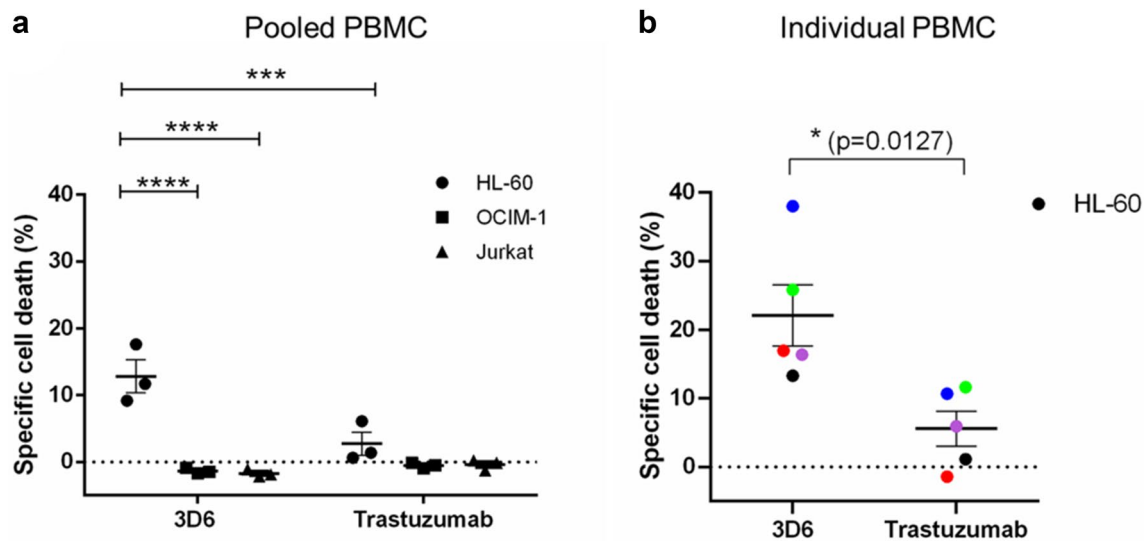 a
Pooled PBMC
***
****
****
Specific cell death (%)
40
30
20
10
0
HL-60
OCIM-1
Jurkat
3D6
Trastuzumab
b
Individual PBMC
* (p=0.0127)
Specific cell death (%)
40
30
20
10
0
HL-60
3D6
Trastuzumab